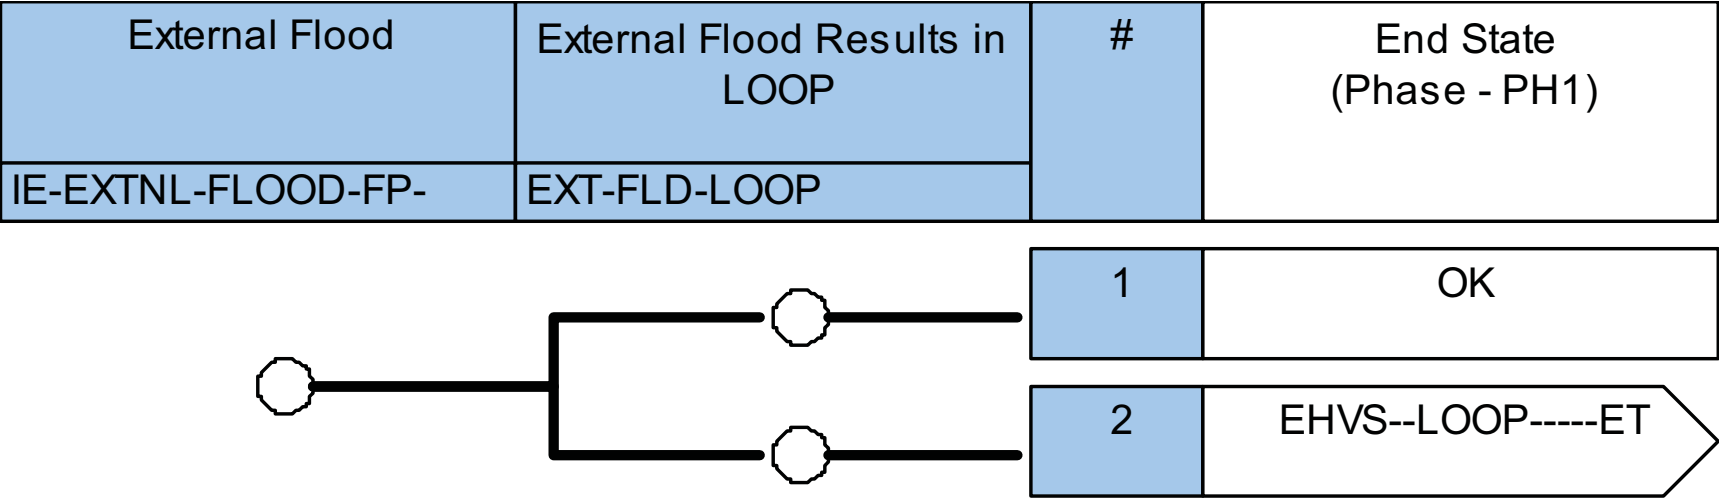 External Flood
External Flood Results in
LOOP
#
End State
(Phase - PH1)
IE-EXTNL-FLOOD-FP-
EXT-FLD-LOOP
1
OK
2
EHVS--LOOP-----ET